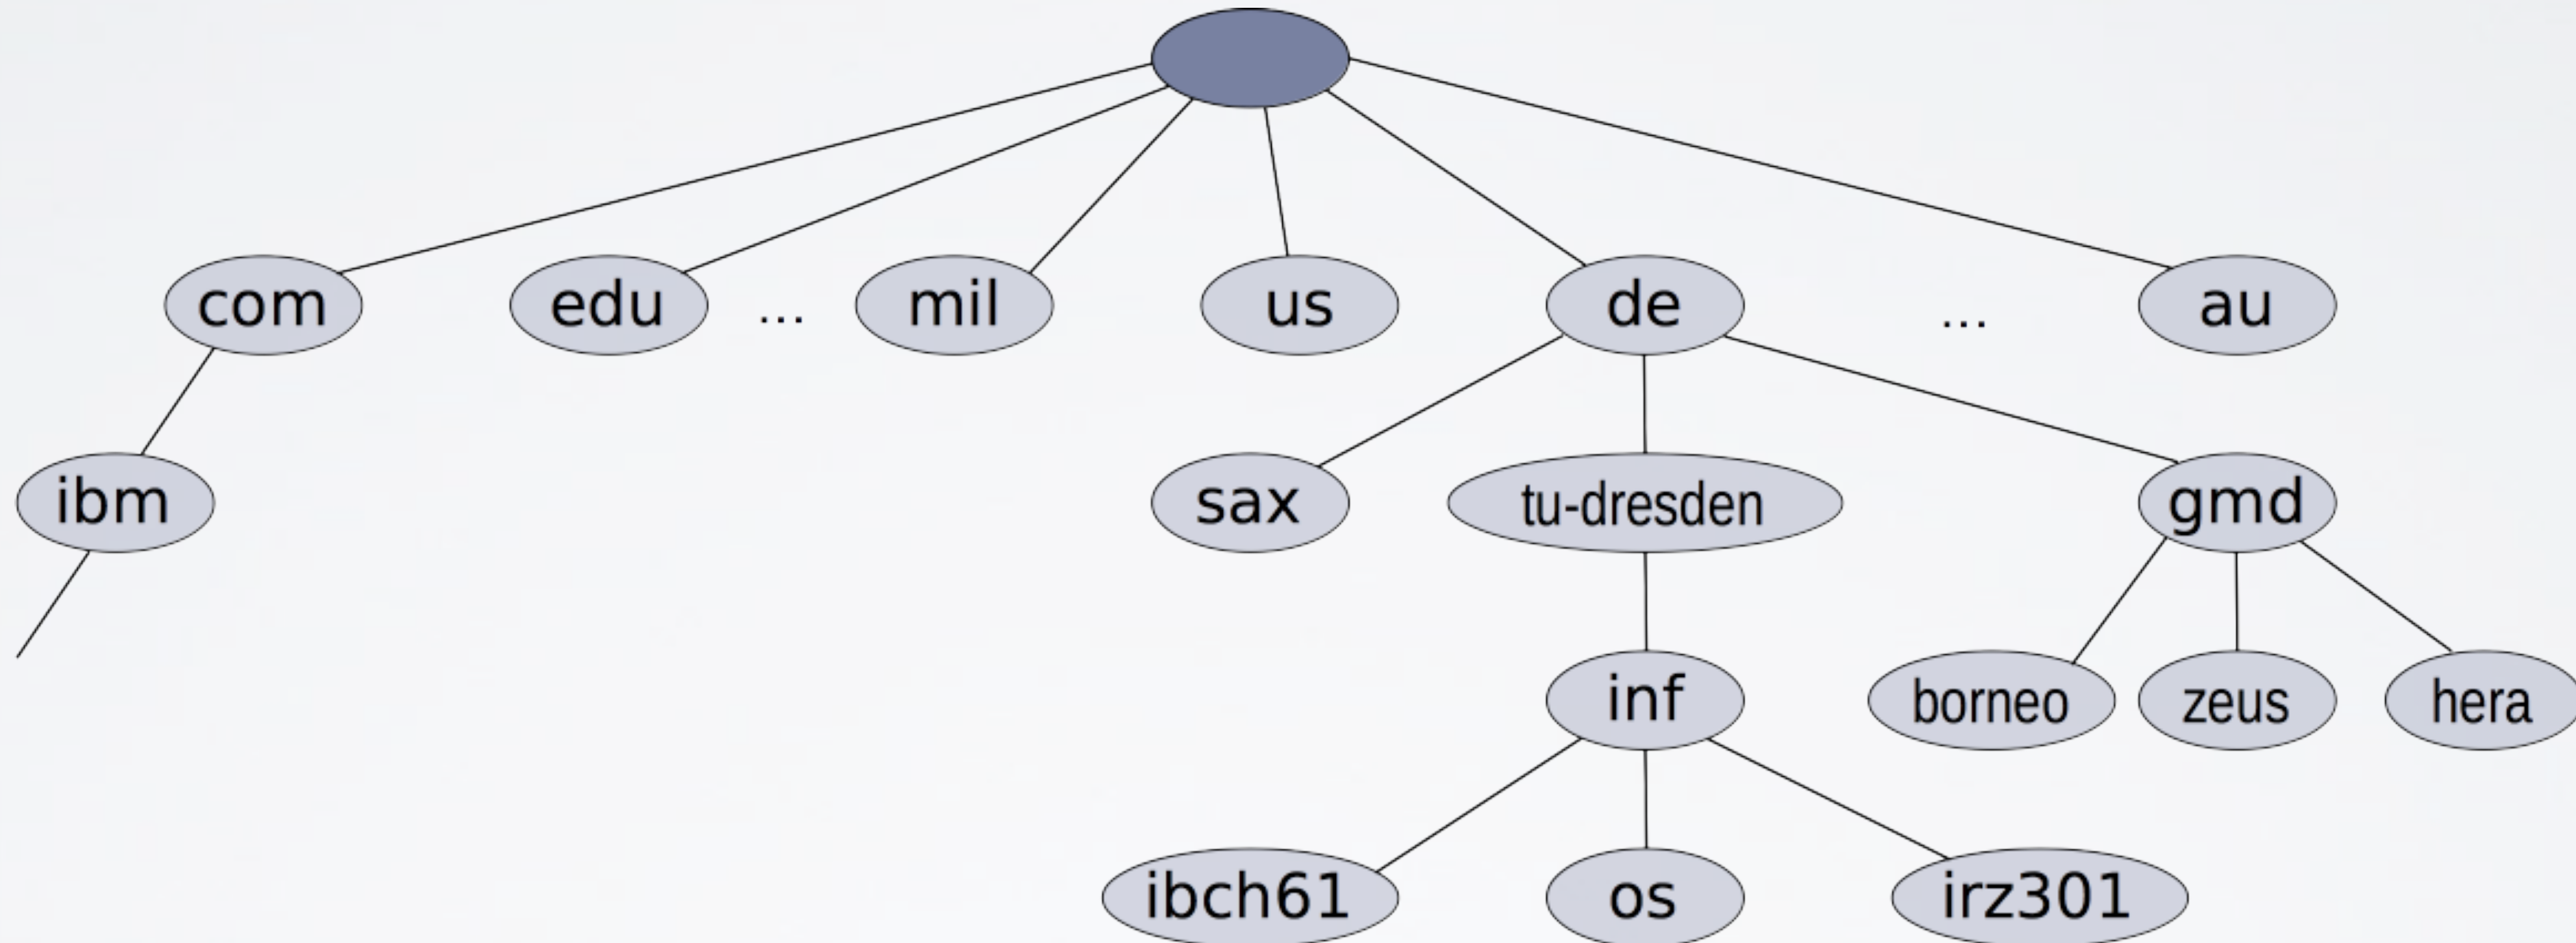 com
edu
...
mil
us
de
...
au
ibm
sax
tu-dresden
gmd
inf
borneo
zeus
hera
ibch61
os
irz301